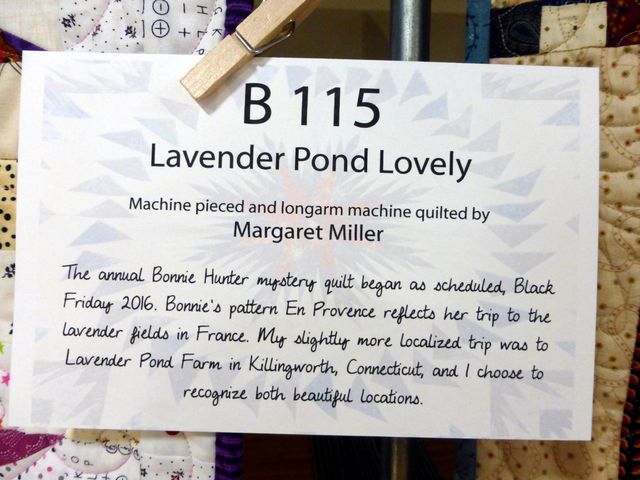 B 115
Lavender Pond Lovely
Machine pieced and longarm machine quilted by
Margaret Miller
The annual Bonnie Hunter mystery quilt began as scheduled, Black
Friday 2016. Bonnie's pattern En Provence reflects her trip to the
lavender fields in France. My slightly more localized trip was to
Lavender Pond Farm in Killingworth, Connecticut, and I choose to
recognize both beautiful locations.